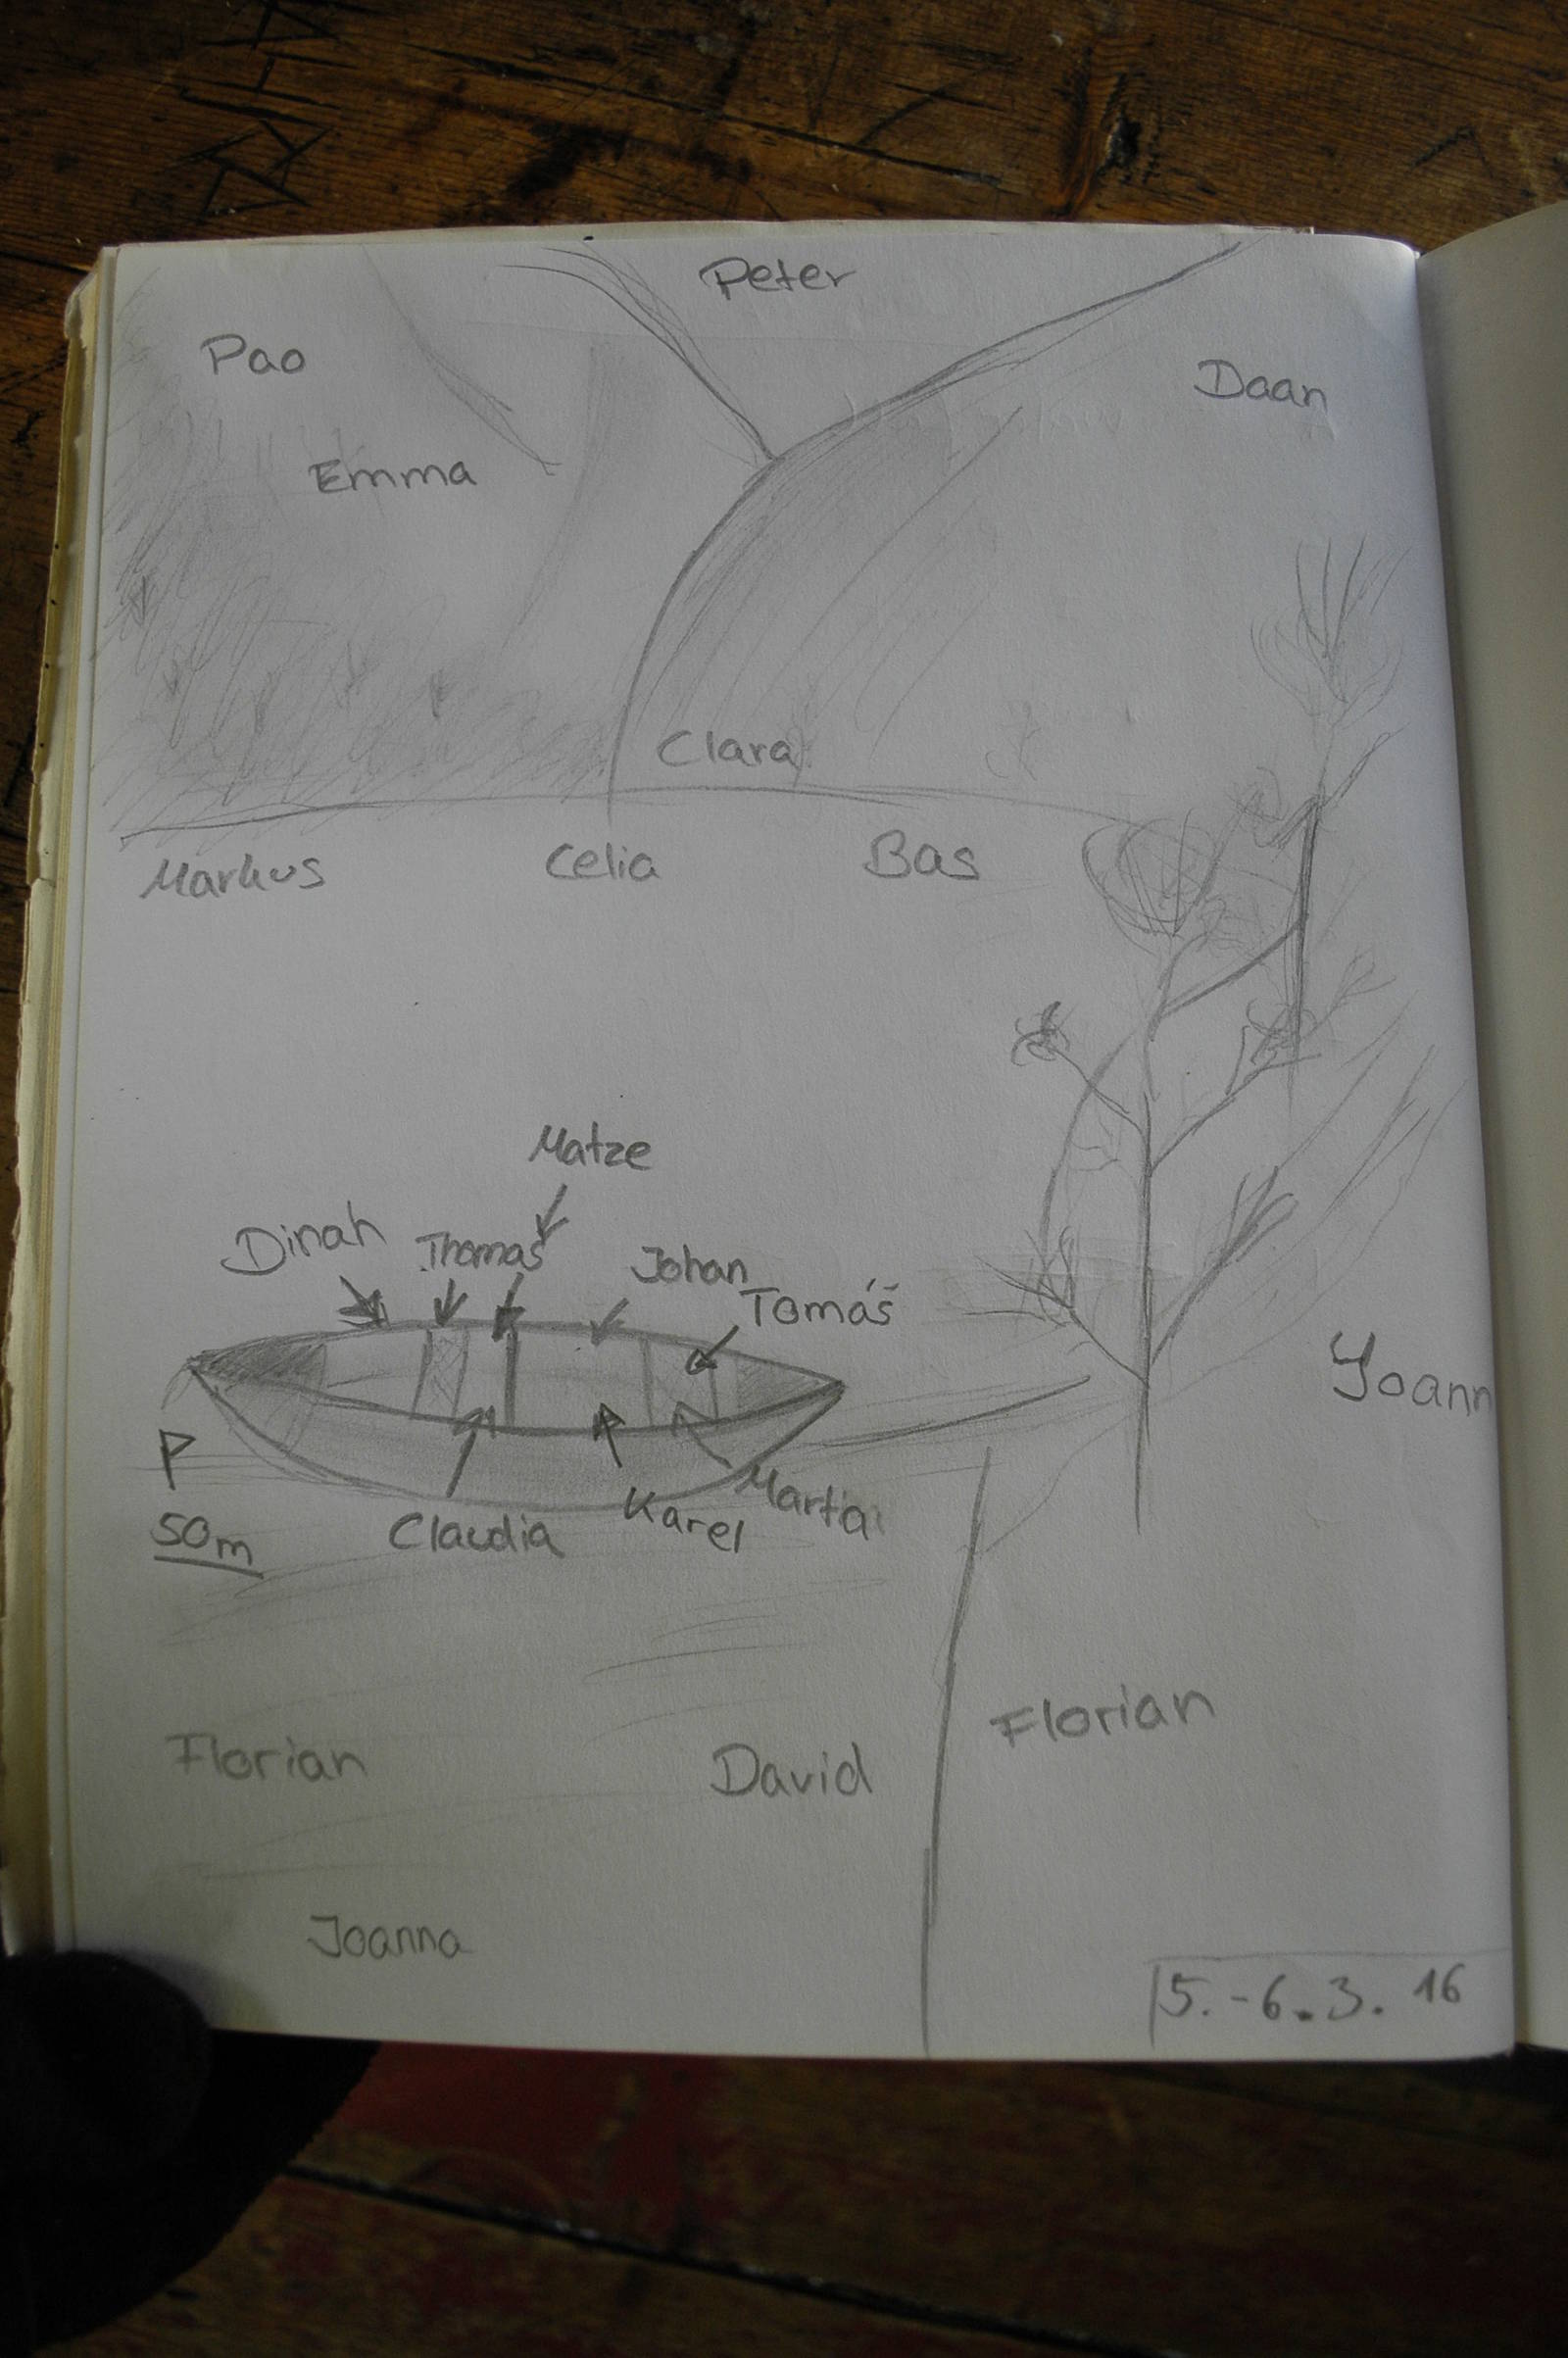 Peter
Pao
Daan
Emma
Clara
Markus
Celia
Bas
Matze
Dinah
Thomas
Johan
Tomáš
Yoann
P
50m
Claudia
Karel
Florian
Florian
David
Joanna
5.-6.3.16